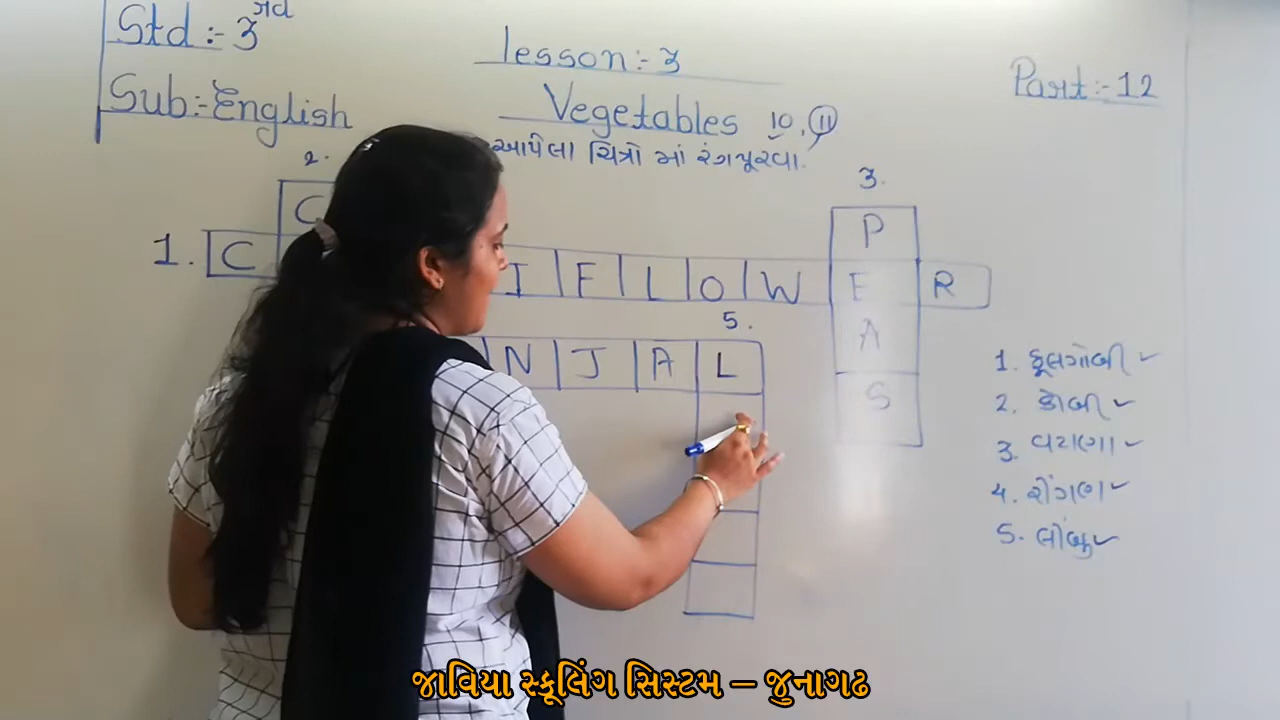 Std :- 3
lesson :- 3
Part :- 12
Sub :- English
Vegetables 10, 11
આપેલા ચિત્રો માં રંગપૂરવા.
2.
3.
C
P
1. C
I F L O W E R
A
S
5.
N J A L
1. ફૂલગોબી ✓
2. કોબી ✓
3. વટાણા ✓
4. રીંગણ ✓
5. લીંબુ ✓
જાવિયા સ્કૂલિંગ સિસ્ટમ – જુનાગઢ